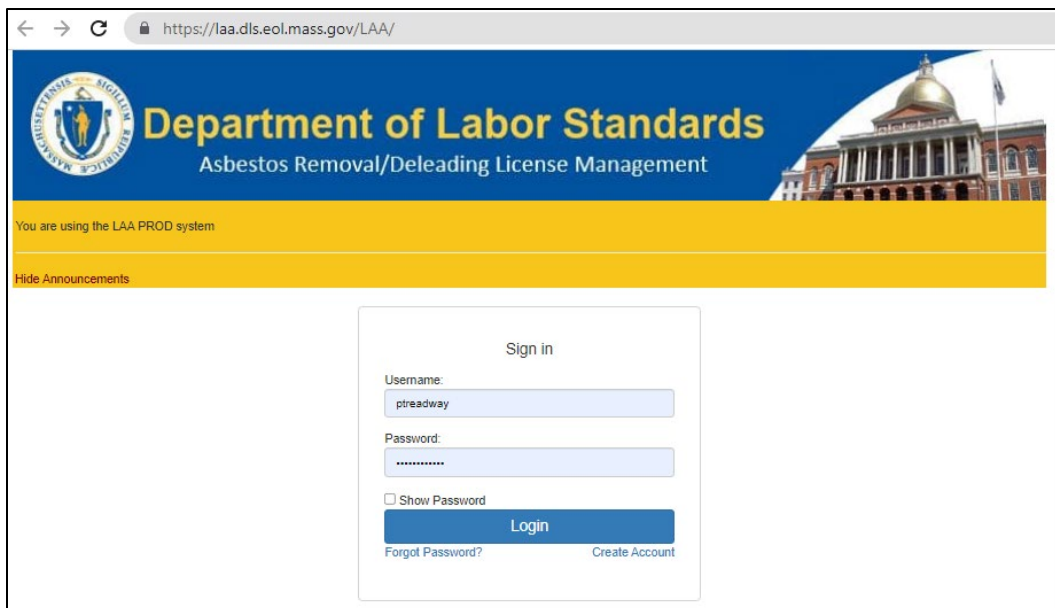 https://laa.dls.eol.mass.gov/LAA/
Department of Labor Standards
Asbestos Removal/Deleading License Management
You are using the LAA PROD system
Hide Announcements
Sign in
Username:
ptreadway
Password:
••••••••••••
Show Password
Login
Forgot Password? Create Account